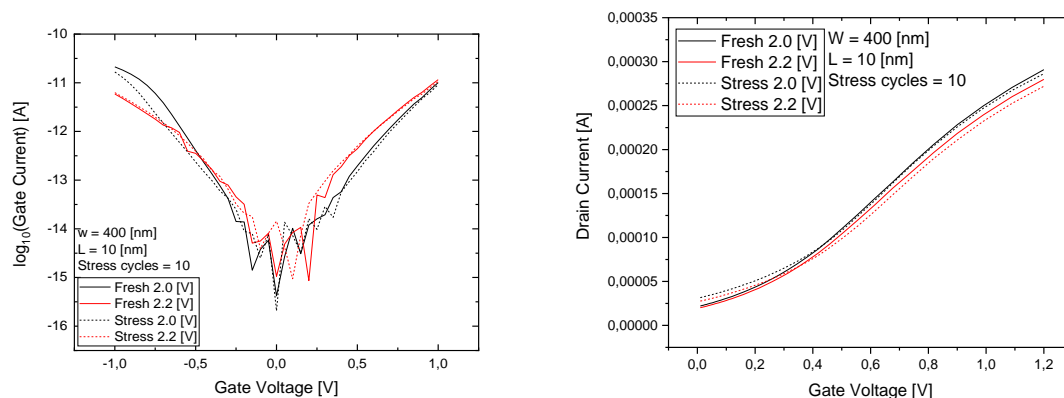 log10(Gate Current) [A]
-10
-11
-12
-13
-14
-15
-16
W = 400 [nm]
L = 10 [nm]
Stress cycles = 10
Fresh 2.0 [V]
Fresh 2.2 [V]
Stress 2.0 [V]
Stress 2.2 [V]
-1,0
-0,5
0,0
0,5
1,0
Gate Voltage [V]
Drain Current [A]
0,00035
0,00030
0,00025
0,00020
0,00015
0,00010
0,00005
0,00000
Fresh 2.0 [V]
Fresh 2.2 [V]
Stress 2.0 [V]
Stress 2.2 [V]
W = 400 [nm]
L = 10 [nm]
Stress cycles = 10
0,0
0,2
0,4
0,6
0,8
1,0
1,2
Gate Voltage [V]